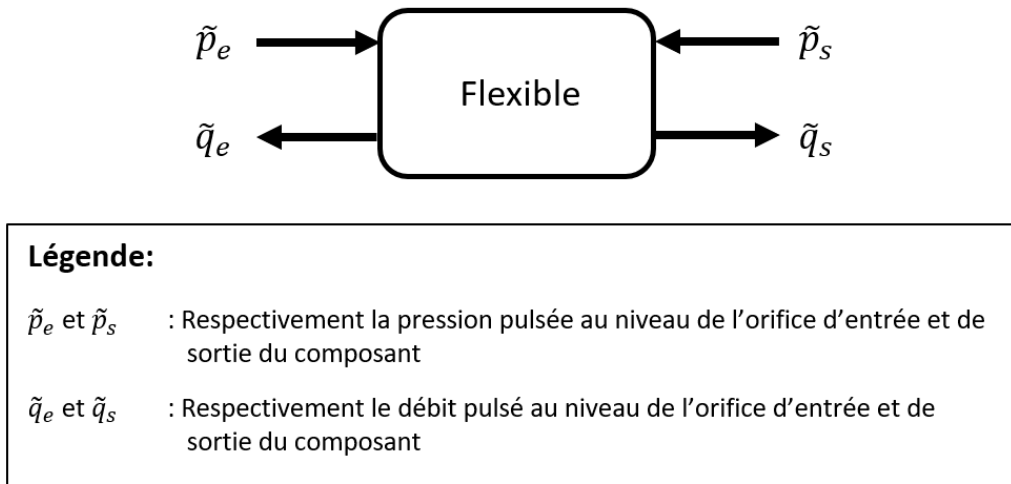 p̃ₑ
p̃ₛ
Flexible
q̃ₑ
q̃ₛ
Légende:
p̃ₑ et p̃ₛ : Respectivement la pression pulsée au niveau de l’orifice d’entrée et de
sortie du composant
q̃ₑ et q̃ₛ : Respectivement le débit pulsé au niveau de l’orifice d’entrée et de
sortie du composant